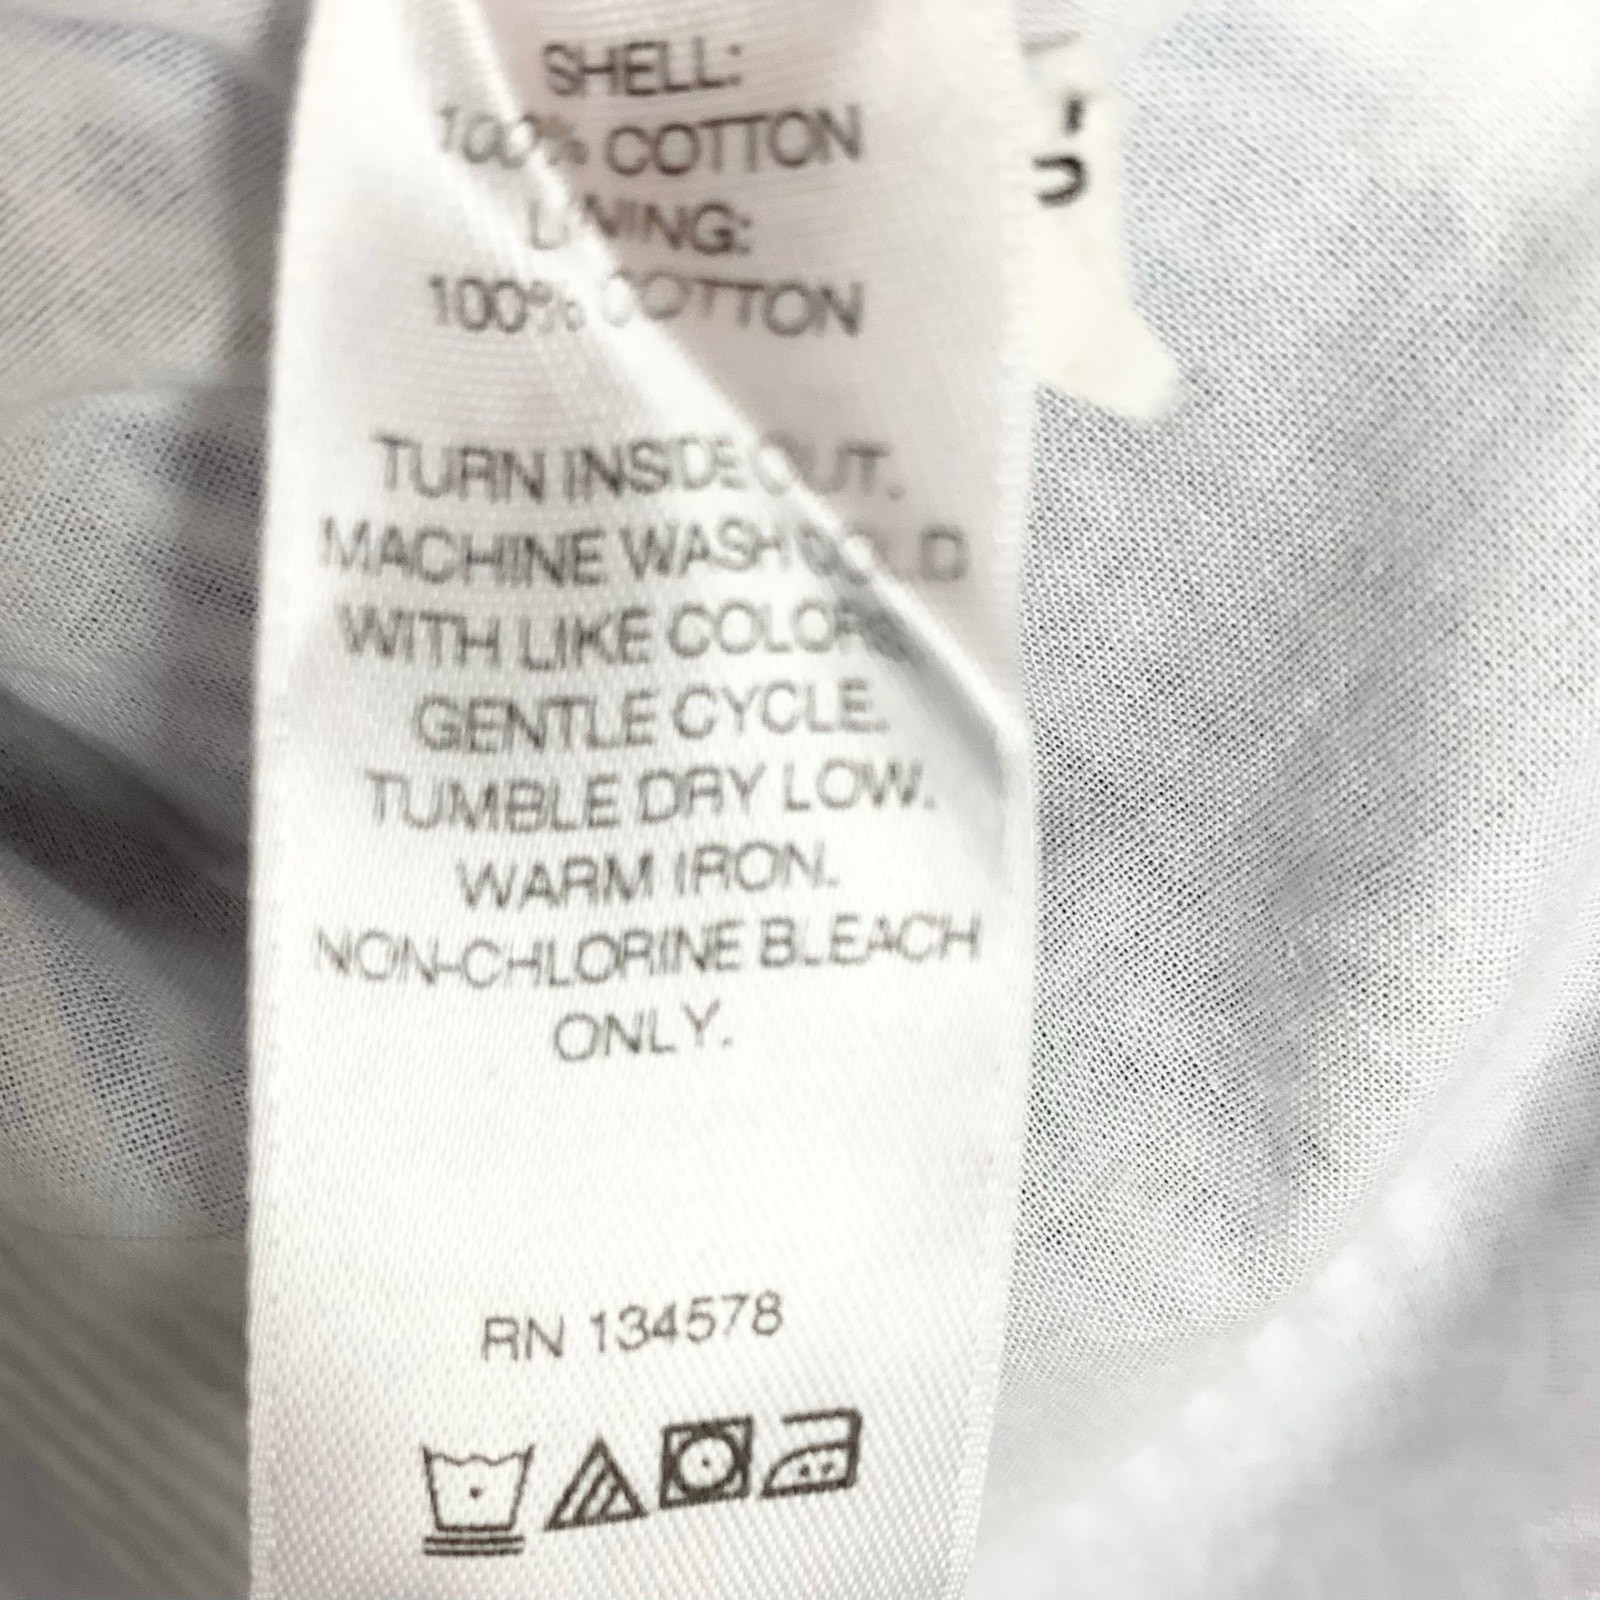 SHELL:
100% COTTON
LINING:
100% COTTON
TURN INSIDE OUT.
MACHINE WASH COLD
WITH LIKE COLORS
GENTLE CYCLE.
TUMBLE DRY LOW.
WARM IRON.
NON-CHLORINE BLEACH
ONLY.
RN 134578